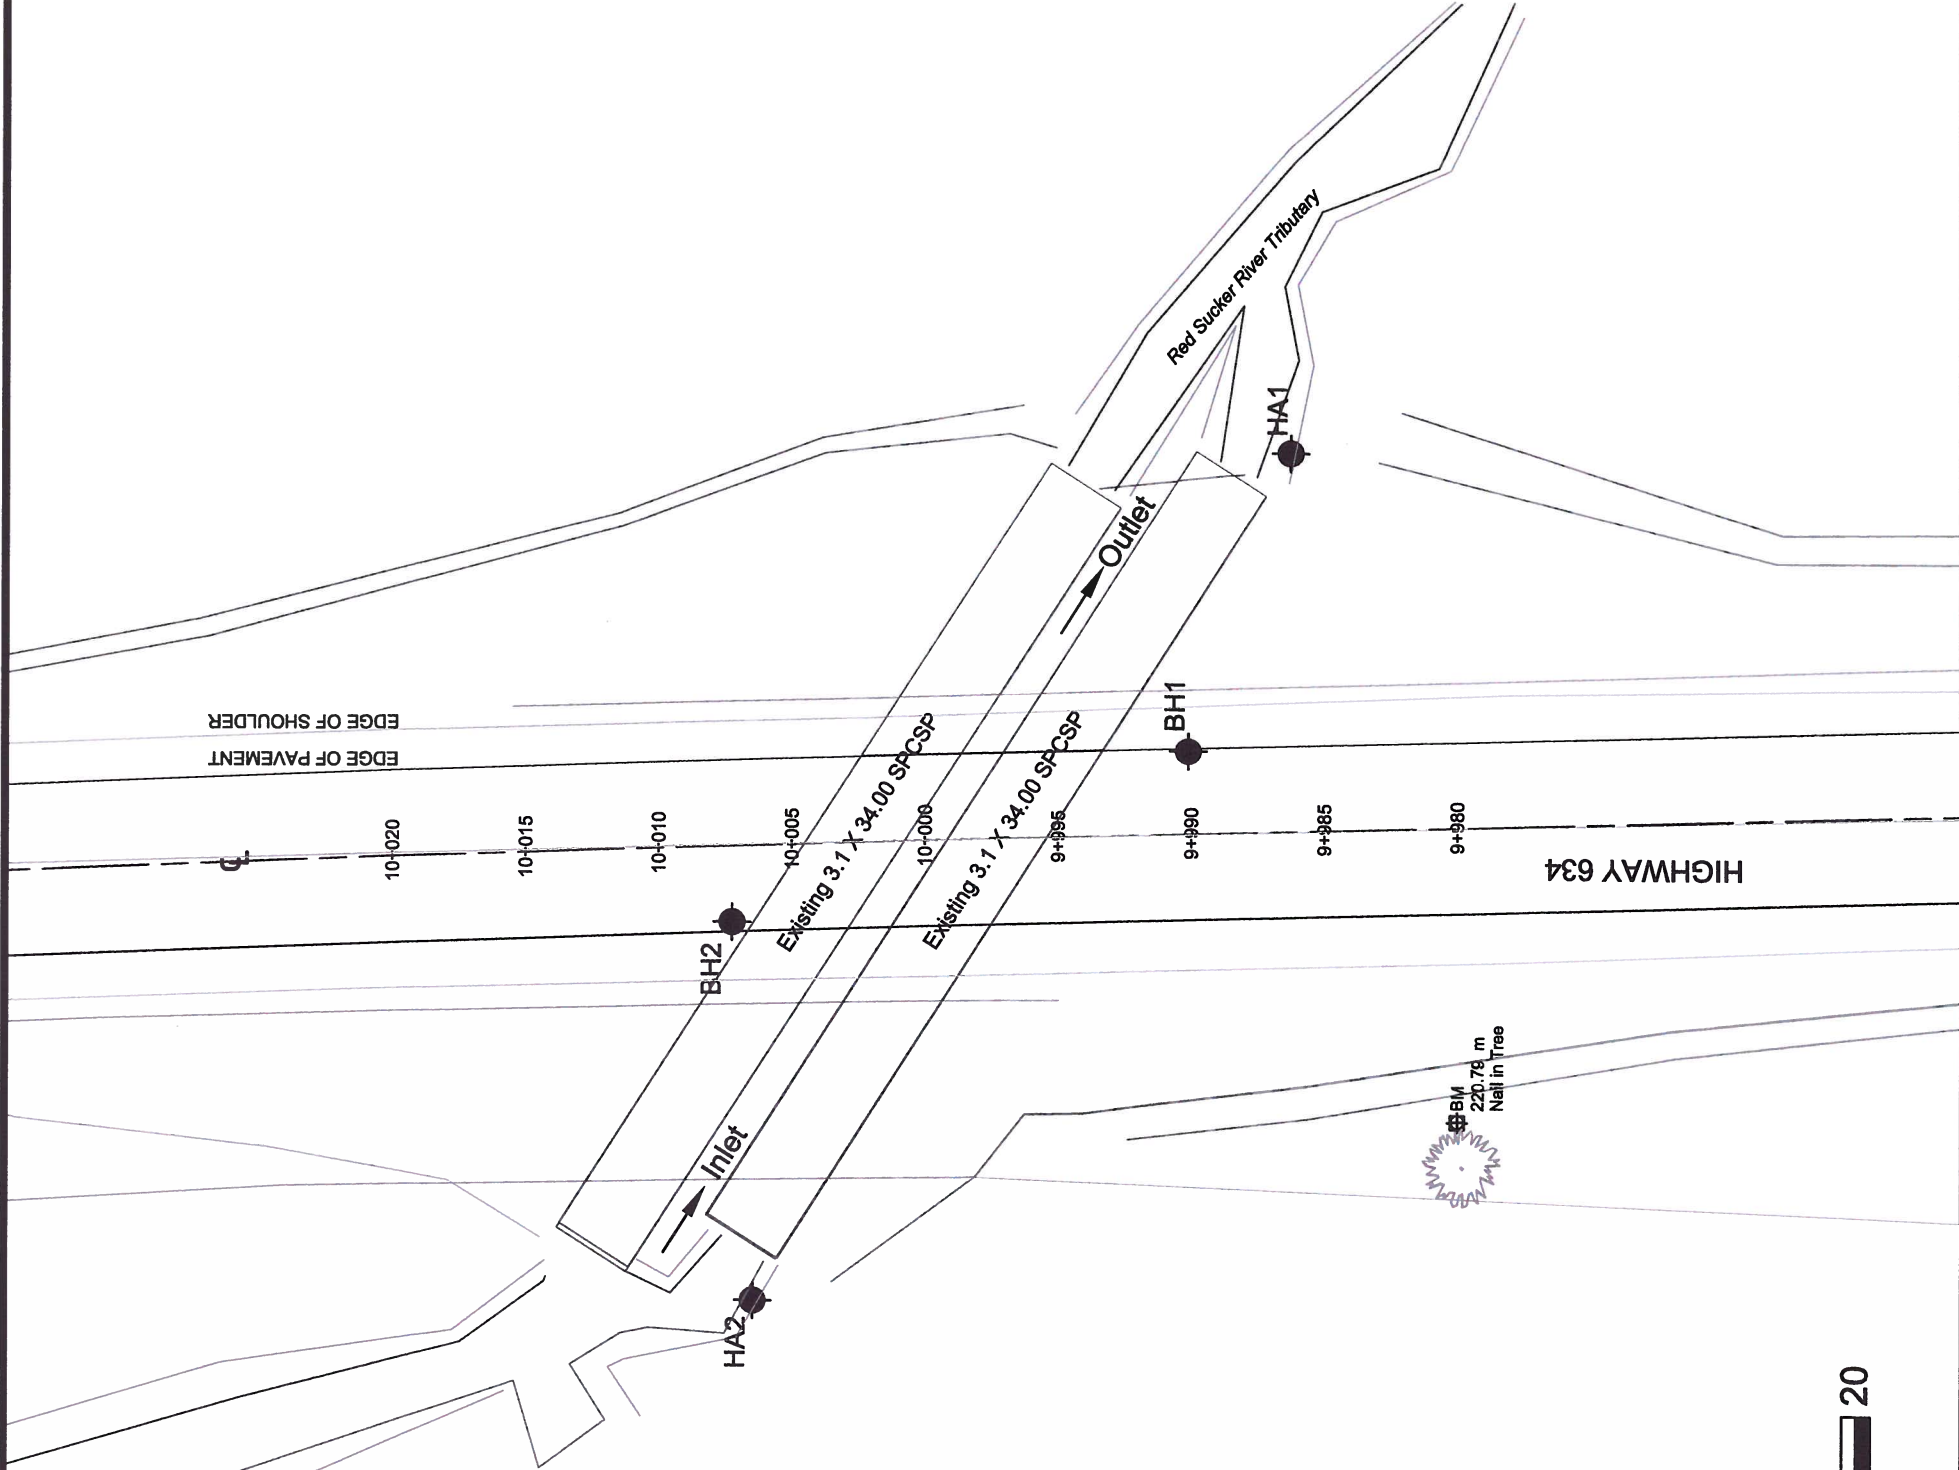 Red Sucker River Tributary
HA1
Outlet
EDGE OF SHOULDER
EDGE OF PAVEMENT
BH1
Existing 3.1 X 34.00 SPCSP
Existing 3.1 X 34.00 SPCSP
10+020
10+015
10+010
10+005
10+000
9+995
9+990
9+985
9+980
HIGHWAY 634
BH2
Inlet
BM
220.79 m
Nail in Tree
HA2
20